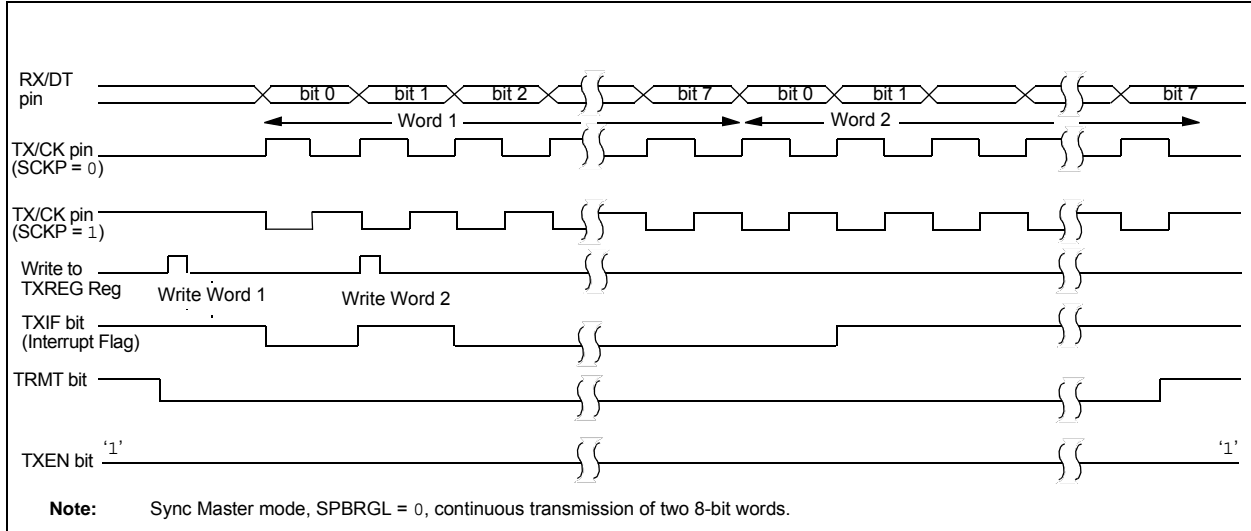 RX/DT
pin
bit 0 bit 1 bit 2 bit 7 bit 0 bit 1 bit 7
Word 1 Word 2
TX/CK pin
(SCKP = 0)
TX/CK pin
(SCKP = 1)
Write to
TXREG Reg
Write Word 1 Write Word 2
TXIF bit
(Interrupt Flag)
TRMT bit
TXEN bit ‘1’ ‘1’
Note: Sync Master mode, SPBRGL = 0, continuous transmission of two 8-bit words.